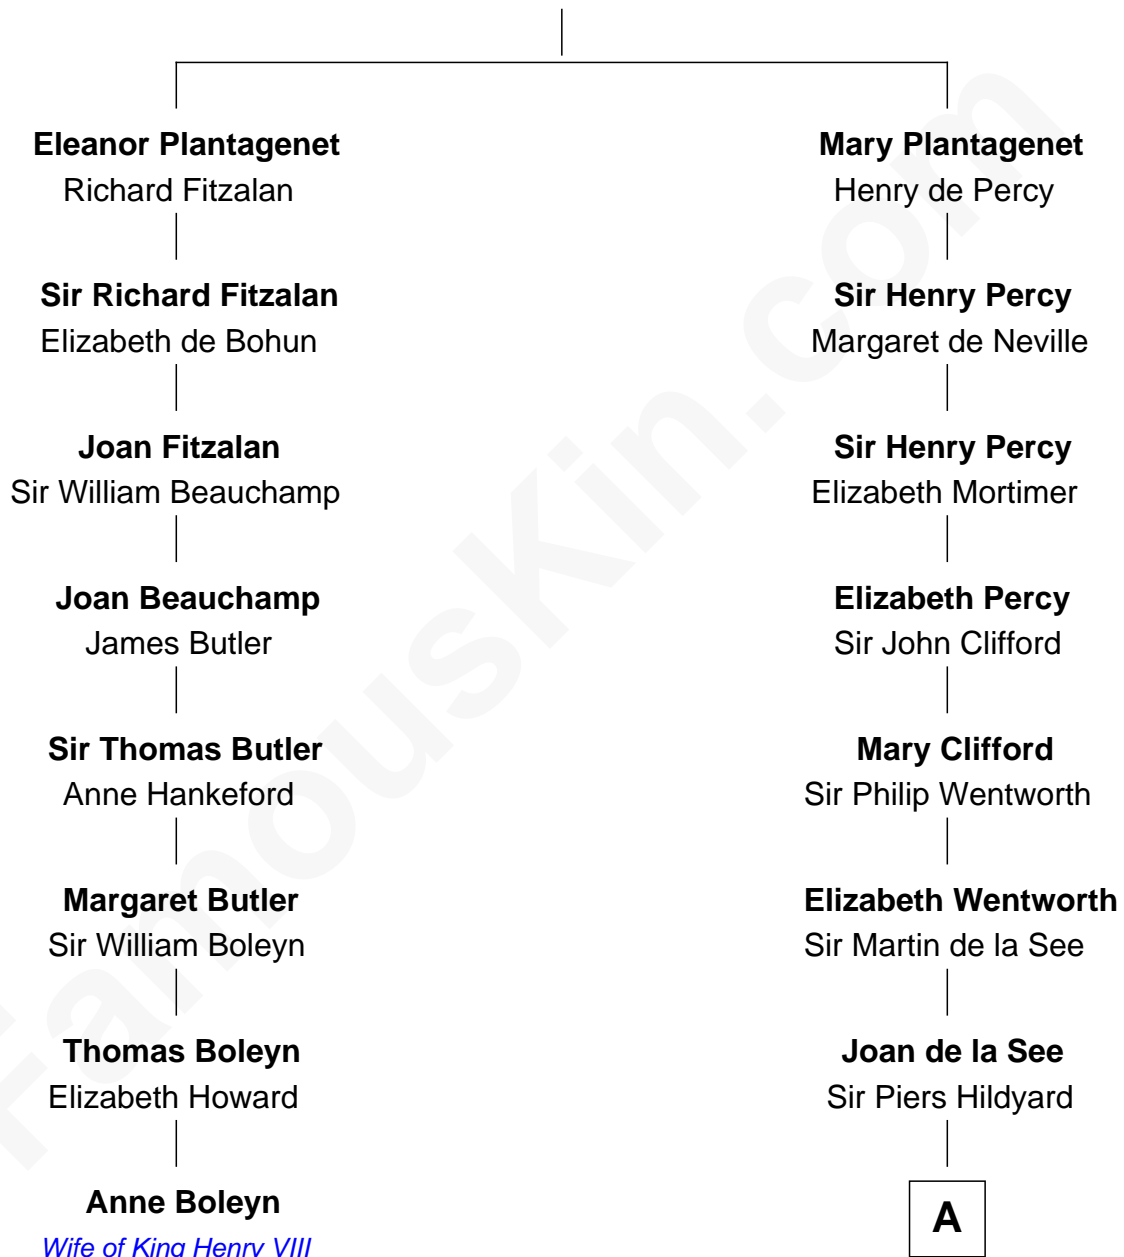 Eleanor Plantagenet
Richard Fitzalan
Sir Richard Fitzalan
Elizabeth de Bohun
Joan Fitzalan
Sir William Beauchamp
Joan Beauchamp
James Butler
Sir Thomas Butler
Anne Hankeford
Margaret Butler
Sir William Boleyn
Thomas Boleyn
Elizabeth Howard
Anne Boleyn
Wife of King Henry VIII
Mary Plantagenet
Henry de Percy
Sir Henry Percy
Margaret de Neville
Sir Henry Percy
Elizabeth Mortimer
Elizabeth Percy
Sir John Clifford
Mary Clifford
Sir Philip Wentworth
Elizabeth Wentworth
Sir Martin de la See
Joan de la See
Sir Piers Hildyard
A
FamousKin.com